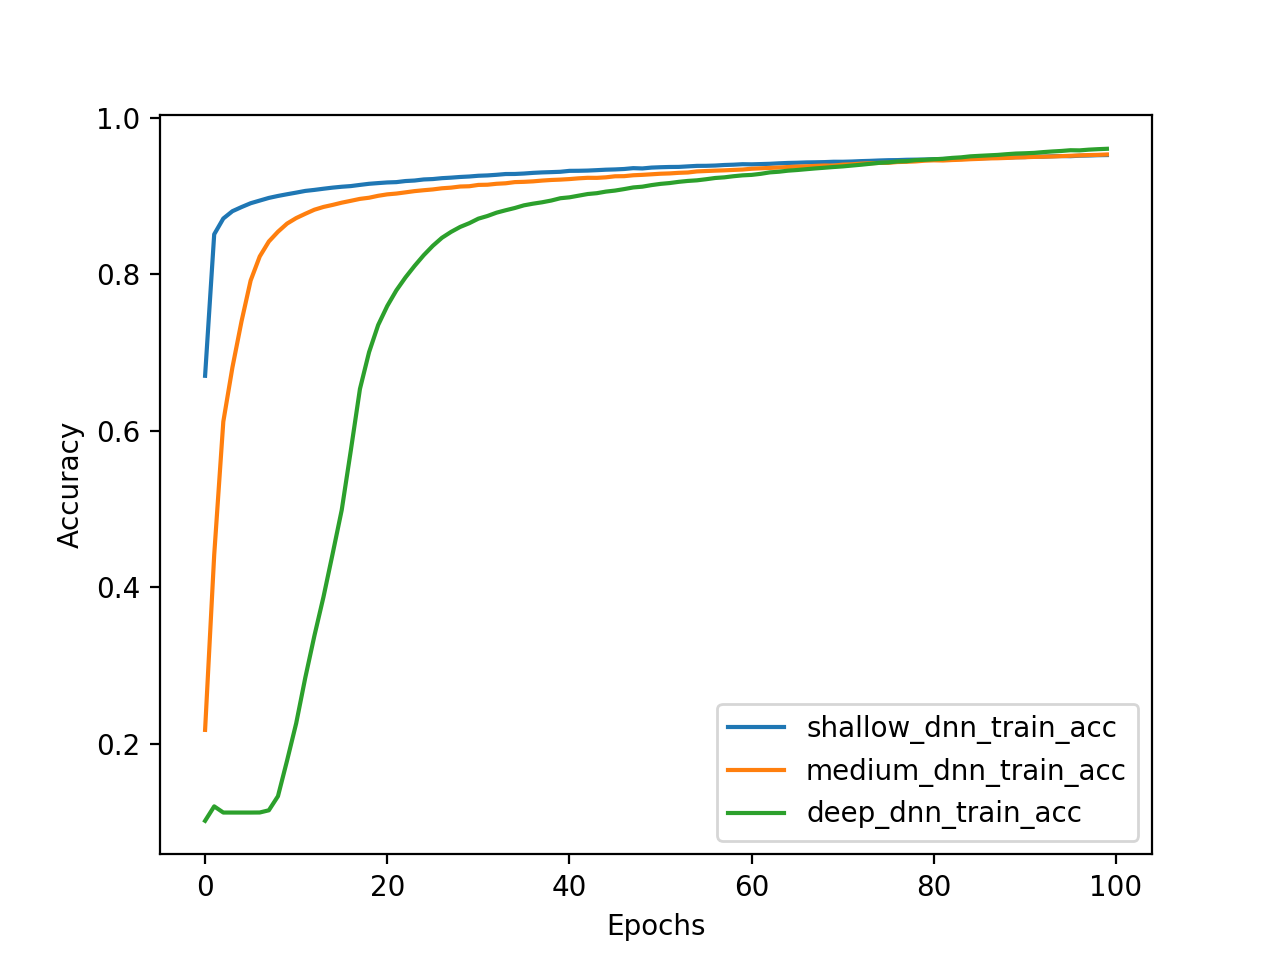 1.0
0.8
0.6
0.4
0.2
Accuracy
shallow_dnn_train_acc
medium_dnn_train_acc
deep_dnn_train_acc
0 20 40 60 80 100
Epochs